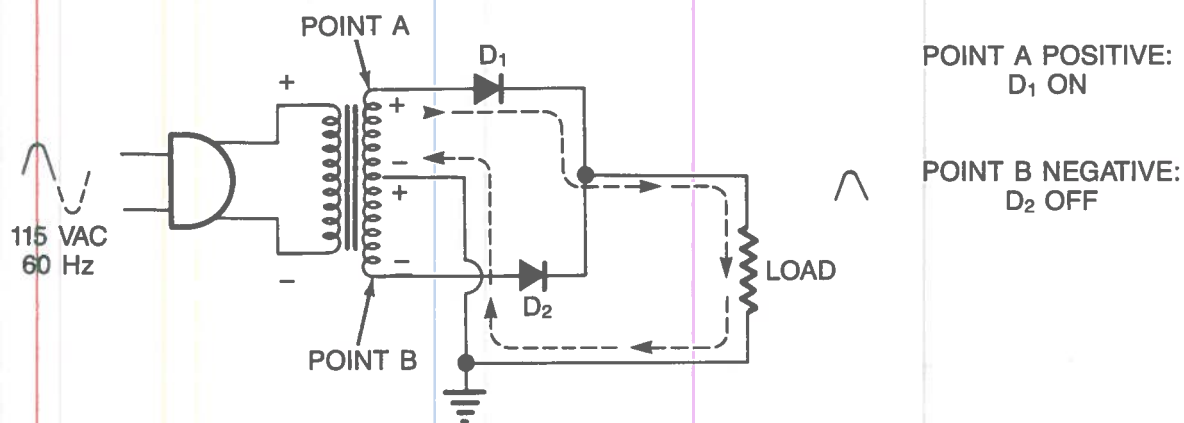 POINT A
D1
+
+
−
+
−
−
115 VAC
60 Hz
D2
LOAD
POINT B
POINT A POSITIVE:
D1 ON
POINT B NEGATIVE:
D2 OFF